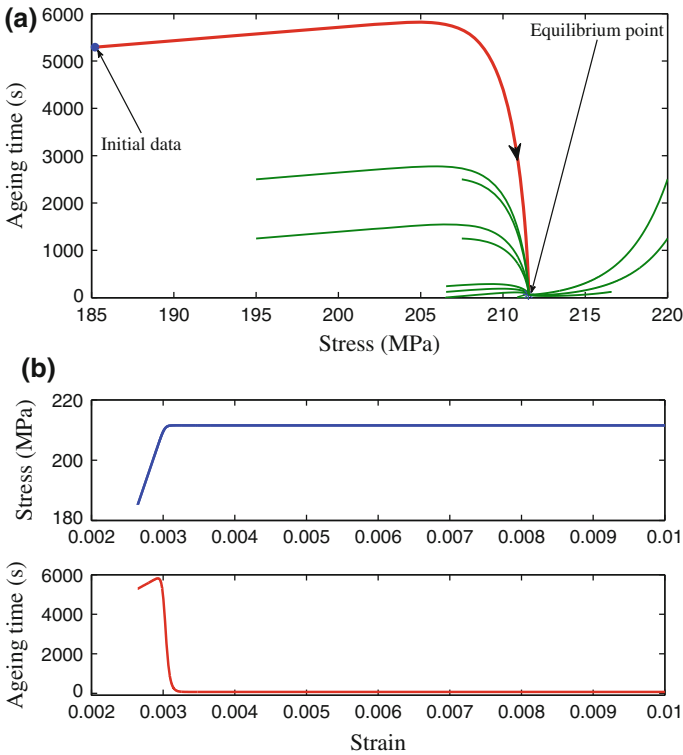 (a)
Ageing time (s)
6000
5000
4000
3000
2000
1000
0
Equilibrium point
Initial data
185 190 195 200 205 210 215 220
Stress (MPa)
(b)
Stress (MPa)
220
200
180
0.002 0.003 0.004 0.005 0.006 0.007 0.008 0.009 0.01
Ageing time (s)
6000
4000
2000
0
0.002 0.003 0.004 0.005 0.006 0.007 0.008 0.009 0.01
Strain